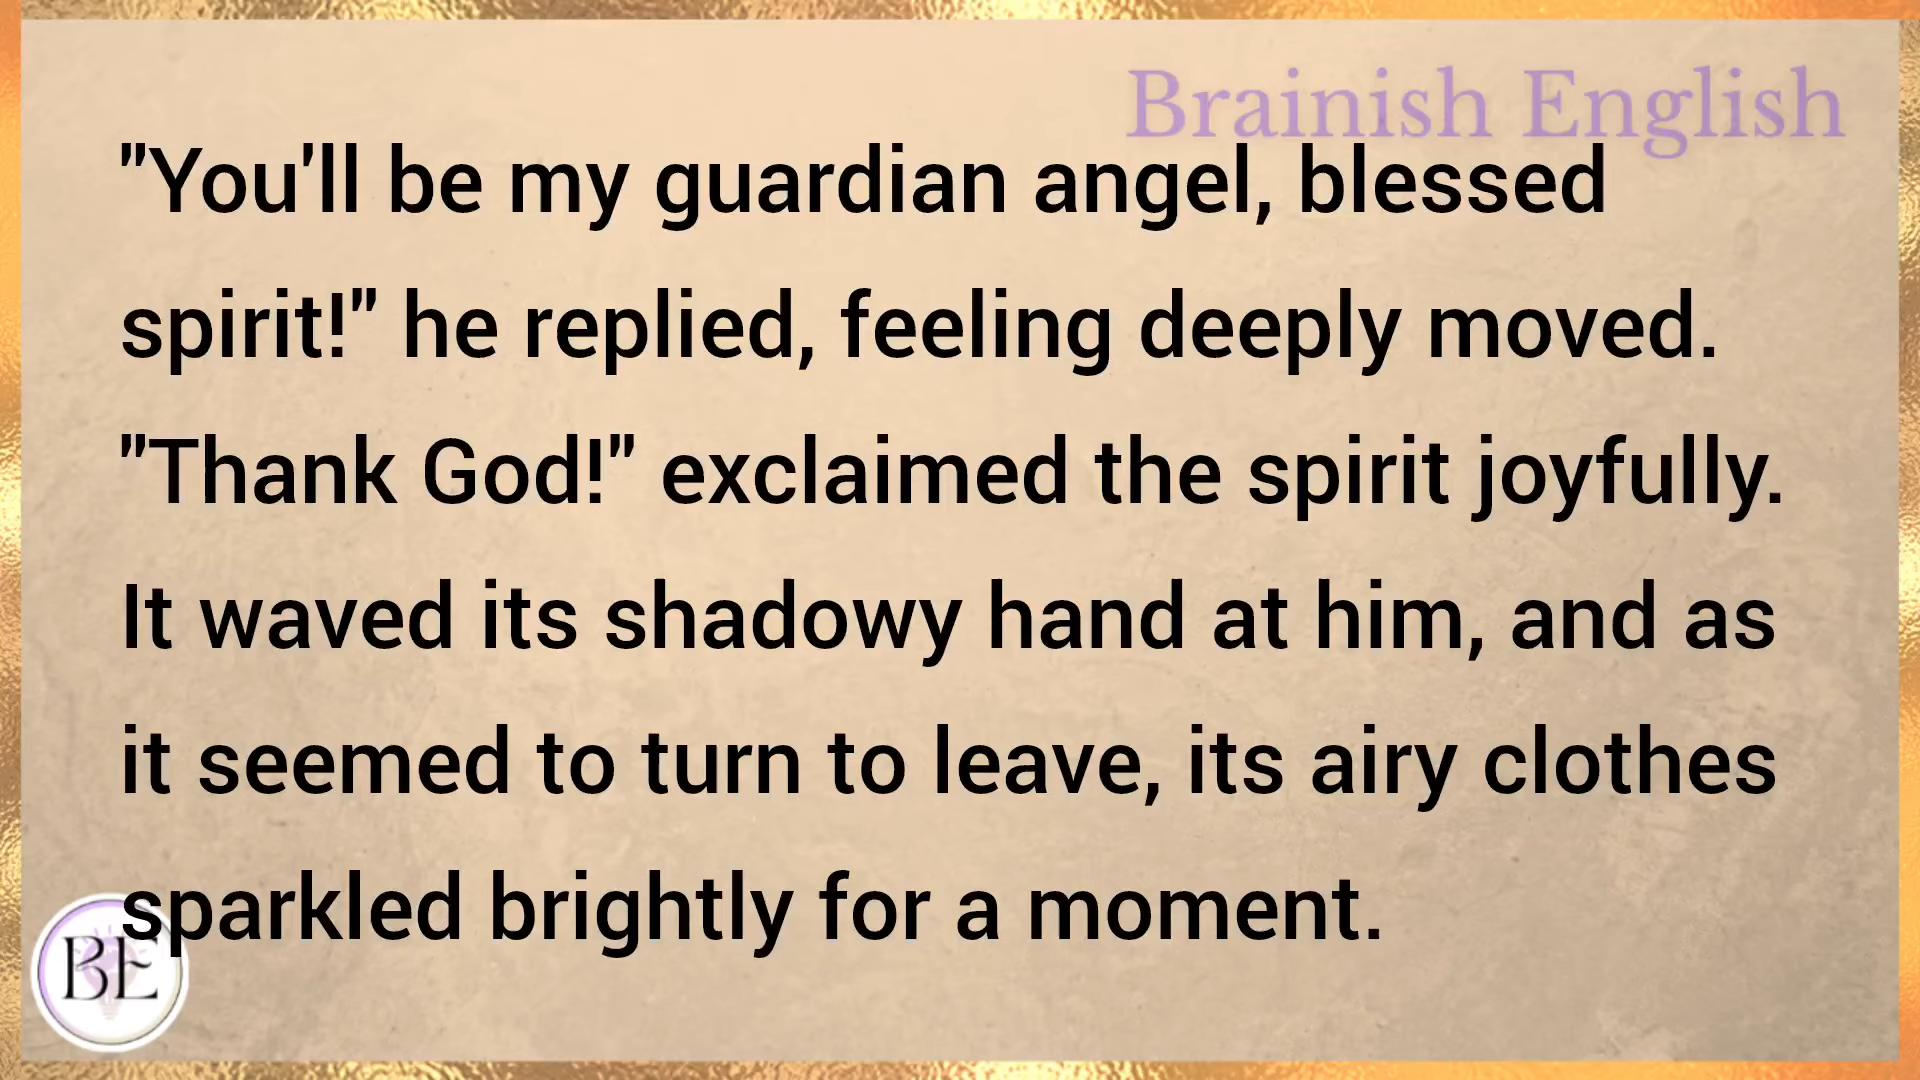 Brainish English
"You'll be my guardian angel, blessed
spirit!" he replied, feeling deeply moved.
"Thank God!" exclaimed the spirit joyfully.
It waved its shadowy hand at him, and as
it seemed to turn to leave, its airy clothes
sparkled brightly for a moment.
BE